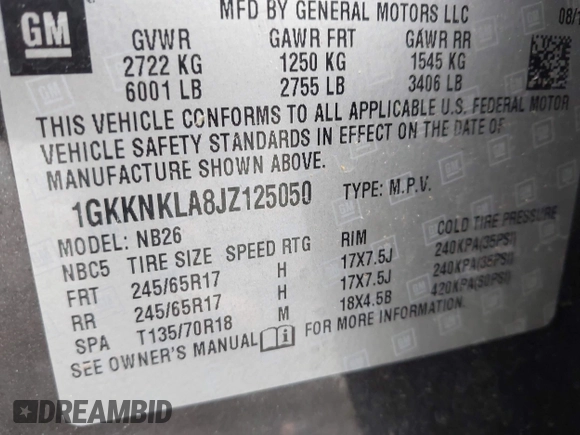 GM
MFD BY GENERAL MOTORS LLC
08/1
GVWR GAWR FRT GAWR RR
2722 KG 1250 KG 1545 KG
6001 LB 2755 LB 3406 LB
THIS VEHICLE CONFORMS TO ALL APPLICABLE U.S. FEDERAL MOTOR
VEHICLE SAFETY STANDARDS IN EFFECT ON THE DATE OF
MANUFACTURE SHOWN ABOVE.
1GKKNKLA8JZ125050 TYPE: M.P.V.
MODEL: NB26
NBC5 TIRE SIZE SPEED RTG RIM COLD TIRE PRESSURE
FRT 245/65R17 H 17X7.5J 240KPA(35PSI)
RR 245/65R17 H 17X7.5J 240KPA(35PSI)
SPA T135/70R18 M 18X4.5B 420KPA(60PSI)
SEE OWNER'S MANUAL i FOR MORE INFORMATION.
DREAMBID